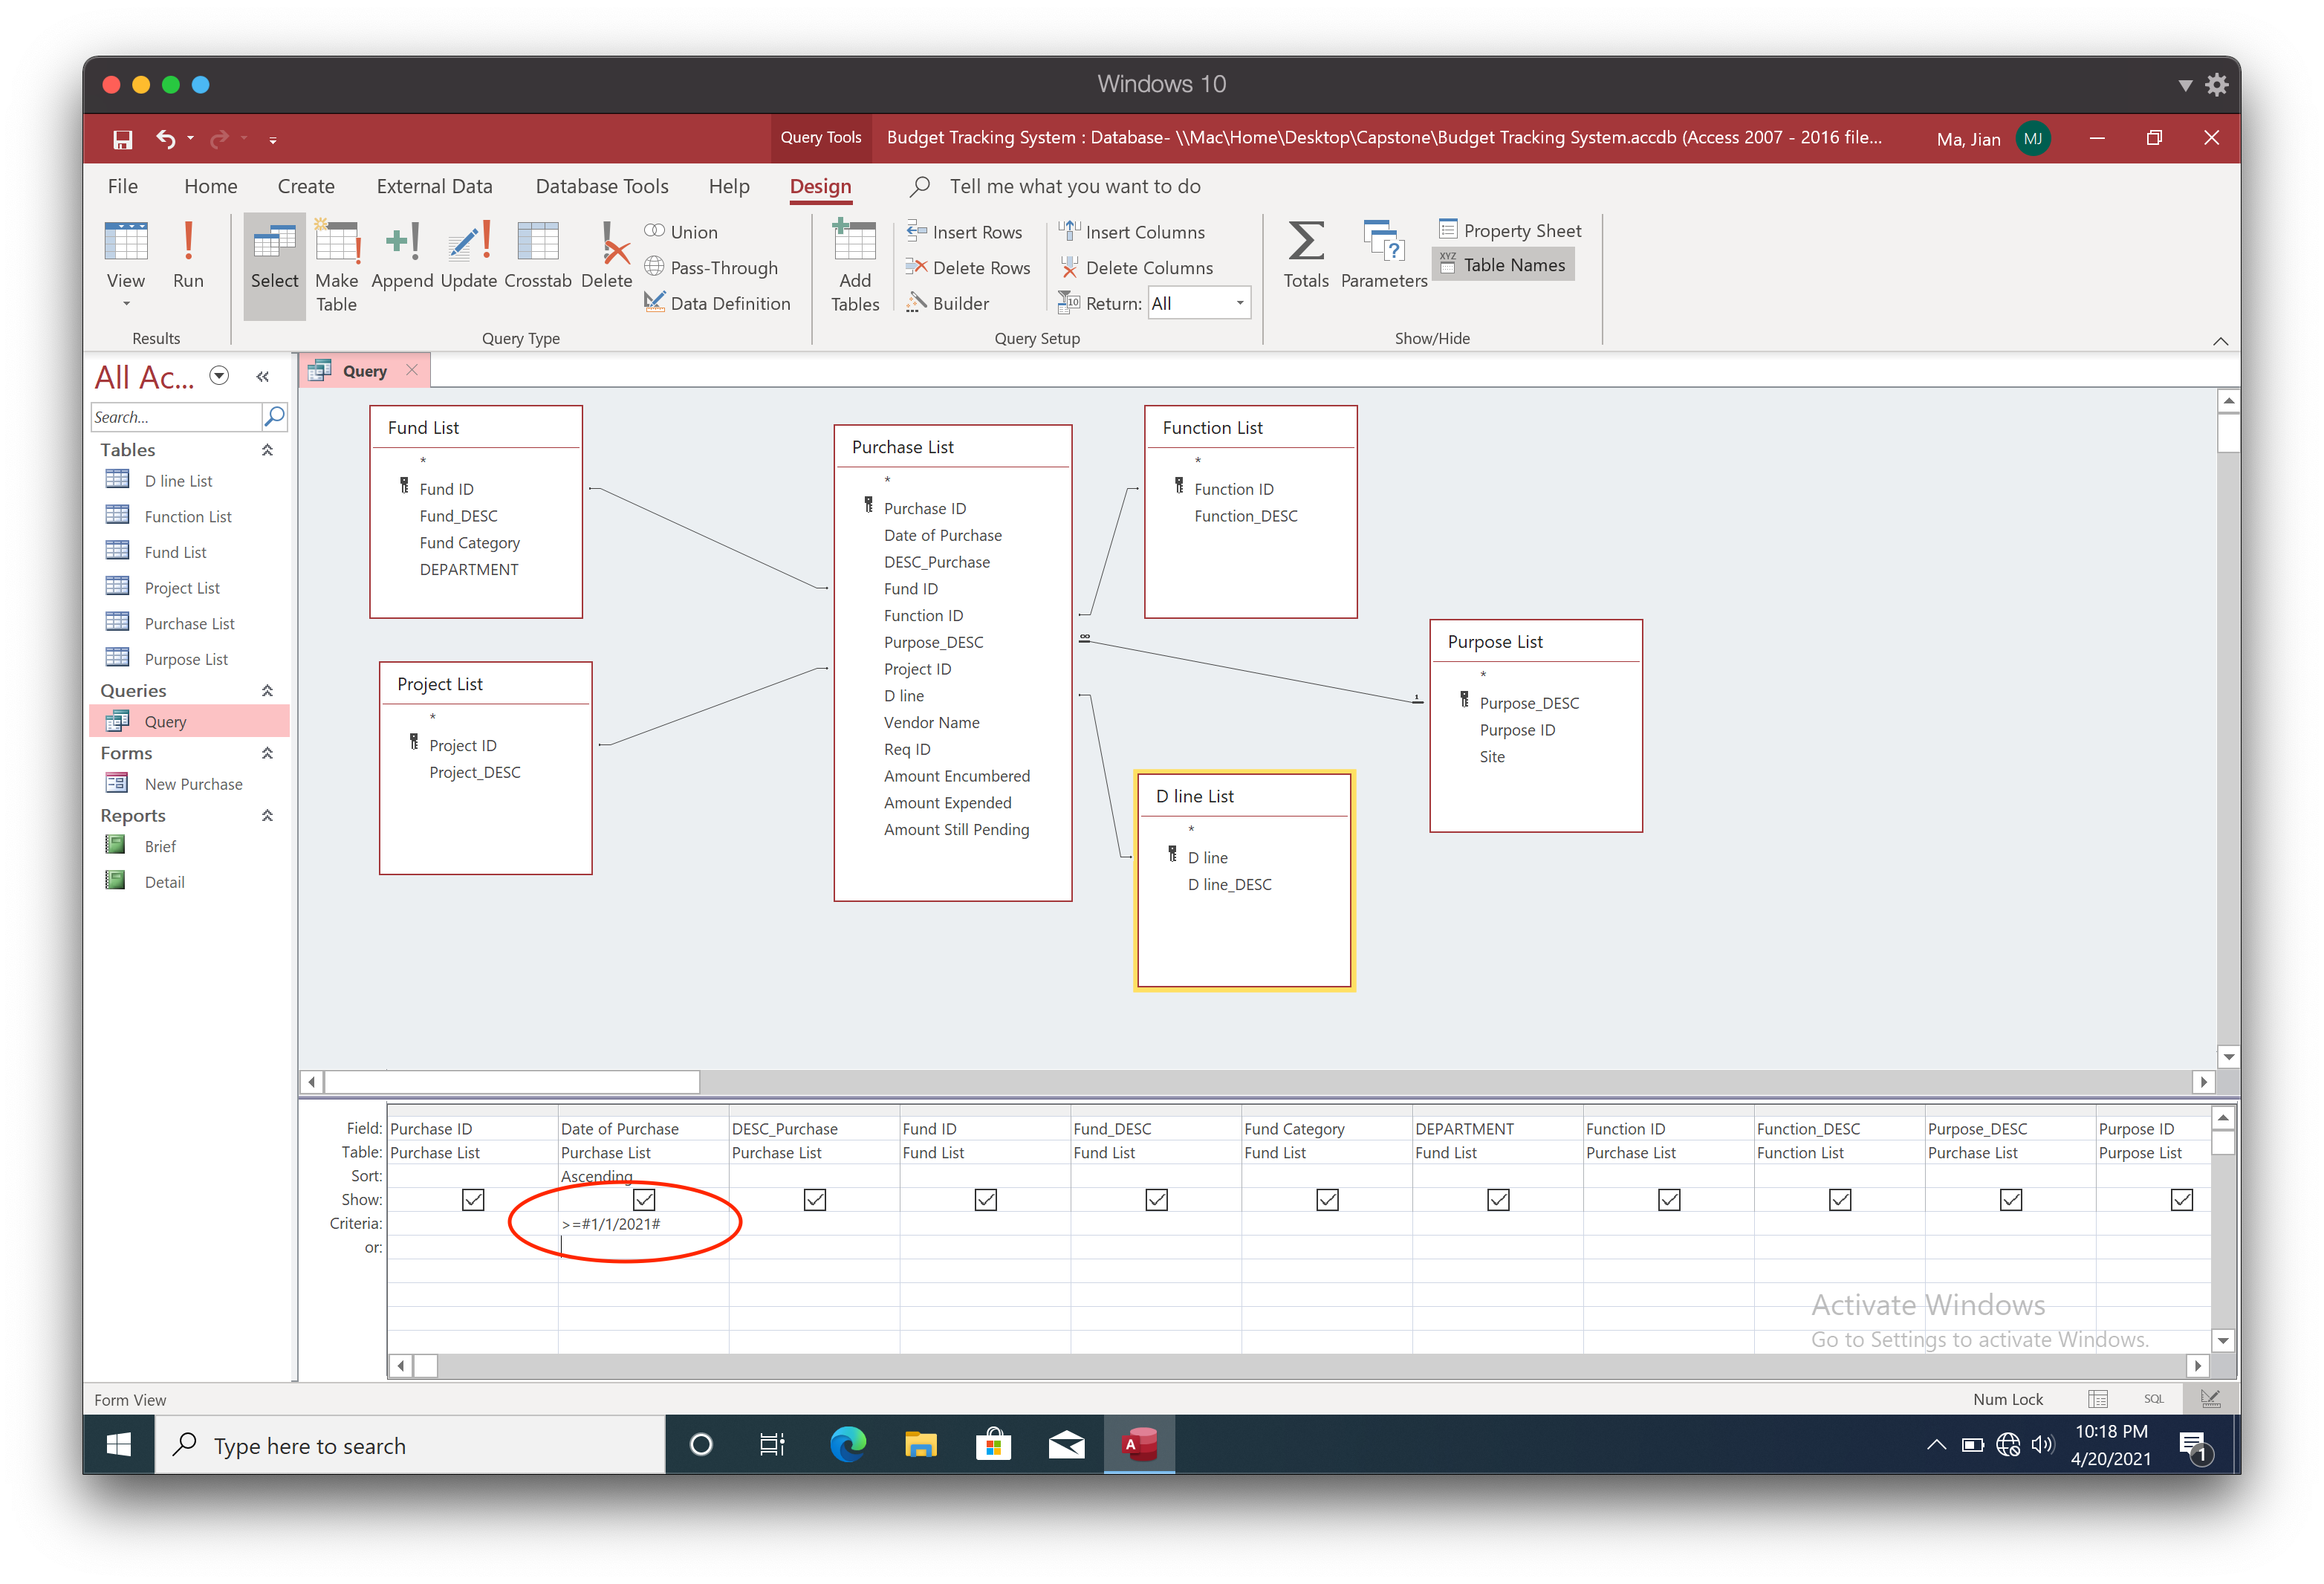 Windows 10
Query Tools
Budget Tracking System : Database- \\Mac\Home\Desktop\Capstone\Budget Tracking System.accdb (Access 2007 - 2016 file...
Ma, Jian MJ
File Home Create External Data Database Tools Help Design Tell me what you want to do
View
Run
Select
Make Table
Append
Update
Crosstab
Delete
Union
Pass-Through
Data Definition
Add Tables
Insert Rows
Delete Rows
Builder
Insert Columns
Delete Columns
Return: All
Totals
Parameters
Property Sheet
Table Names
Results
Query Type
Query Setup
Show/Hide
All Ac...
Search...
Tables
D line List
Function List
Fund List
Project List
Purchase List
Purpose List
Queries
Query
Forms
New Purchase
Reports
Brief
Detail
Query
Fund List
*
Fund ID
Fund_DESC
Fund Category
DEPARTMENT
Project List
*
Project ID
Project_DESC
Purchase List
*
Purchase ID
Date of Purchase
DESC_Purchase
Fund ID
Function ID
Purpose_DESC
Project ID
D line
Vendor Name
Req ID
Amount Encumbered
Amount Expended
Amount Still Pending
Function List
*
Function ID
Function_DESC
∞
1
Purpose List
*
Purpose_DESC
Purpose ID
Site
D line List
*
D line
D line_DESC
Field: Purchase ID Date of Purchase DESC_Purchase Fund ID Fund_DESC Fund Category DEPARTMENT Function ID Function_DESC Purpose_DESC Purpose ID
Table: Purchase List Purchase List Purchase List Fund List Fund List Fund List Fund List Purchase List Function List Purchase List Purpose List
Sort: Ascending
Show:
Criteria: >=#1/1/2021#
or:
Activate Windows
Go to Settings to activate Windows.
Form View
Num Lock
SQL
Type here to search
10:18 PM
4/20/2021
1